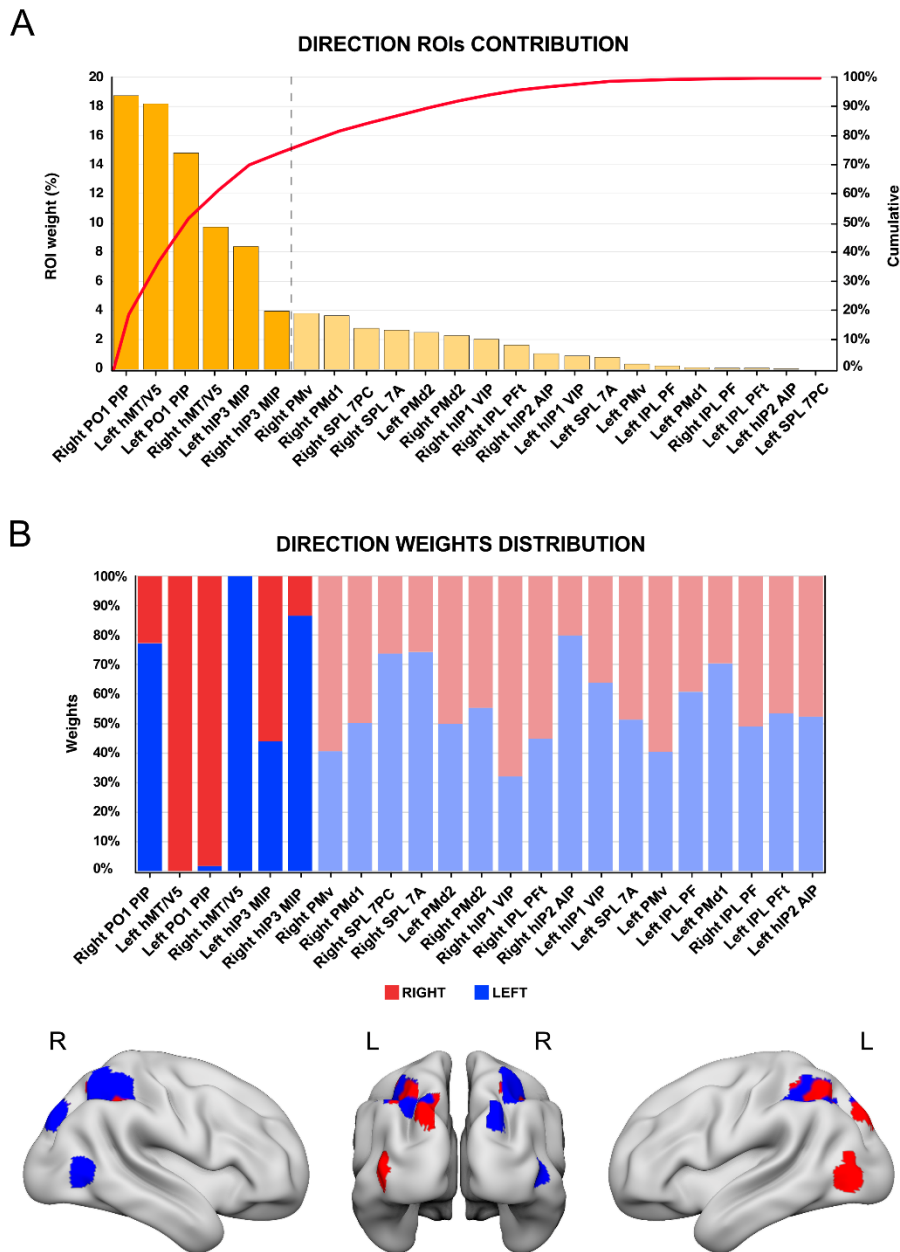 A
DIRECTION ROIs CONTRIBUTION
ROI weight (%)
20
18
16
14
12
10
8
6
4
2
0
100%
90%
80%
70%
60%
50%
40%
30%
20%
10%
0%
Cumulative
Right PO1 PIP
Left hMT/V5
Left PO1 PIP
Right hMT/V5
Left hIP3 MIP
Right hIP3 MIP
Right PMv
Right PMd1
Right SPL 7PC
Right SPL 7A
Left PMd2
Right PMd2
Right hIP1 VIP
Right IPL PFt
Right hIP2 AIP
Left hIP1 VIP
Left SPL 7A
Left PMv
Left IPL PF
Left PMd1
Right IPL PF
Left IPL PFt
Left hIP2 AIP
Left SPL 7PC
B
DIRECTION WEIGHTS DISTRIBUTION
Weights
100%
90%
80%
70%
60%
50%
40%
30%
20%
10%
0%
Right PO1 PIP
Left hMT/V5
Left PO1 PIP
Right hMT/V5
Left hIP3 MIP
Right hIP3 MIP
Right PMv
Right PMd1
Right SPL 7PC
Right SPL 7A
Left PMd2
Right PMd2
Right hIP1 VIP
Right IPL PFt
Right hIP2 AIP
Left hIP1 VIP
Left SPL 7A
Left PMv
Left IPL PF
Left PMd1
Right IPL PF
Left IPL PFt
Left hIP2 AIP
RIGHT LEFT
R L R L